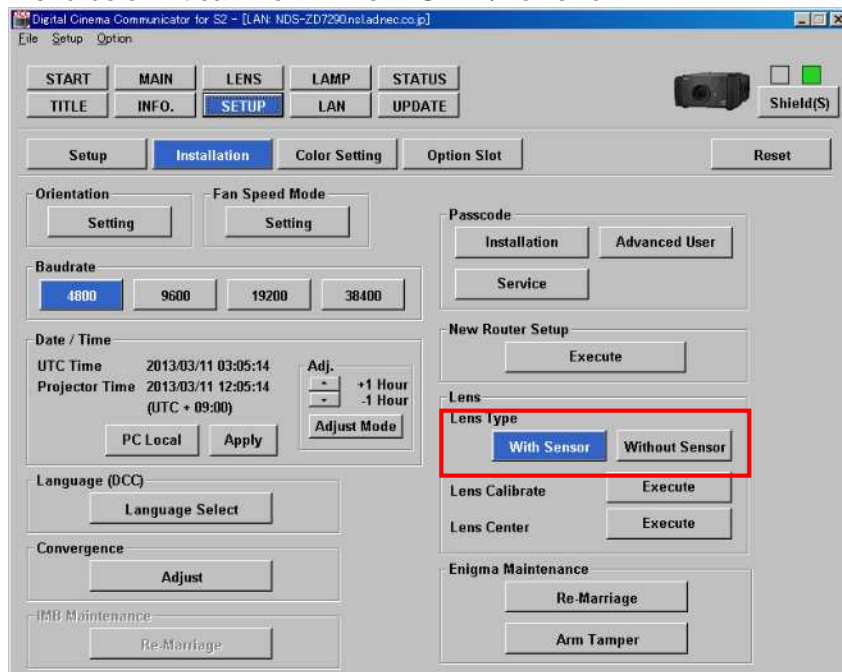 Digital Cinema Communicator for S2 - [LAN: NDS-ZD7290.nsl.ad.nec.co.jp]
File Setup Option
START MAIN LENS LAMP STATUS
TITLE INFO. SETUP LAN UPDATE
Shield(S)
Setup Installation Color Setting Option Slot Reset
Orientation
Setting
Fan Speed Mode
Setting
Baudrate
4800 9600 19200 38400
Date / Time
UTC Time 2013/03/11 03:05:14
Projector Time 2013/03/11 12:05:14
(UTC + 09:00)
PC Local Apply
Adj.
+1 Hour
-1 Hour
Adjust Mode
Language (DCC)
Language Select
Convergence
Adjust
IMB Maintenance
Re-Marriage
Passcode
Installation Advanced User
Service
New Router Setup
Execute
Lens
Lens Type
With Sensor Without Sensor
Lens Calibrate Execute
Lens Center Execute
Enigma Maintenance
Re-Marriage
Arm Tamper